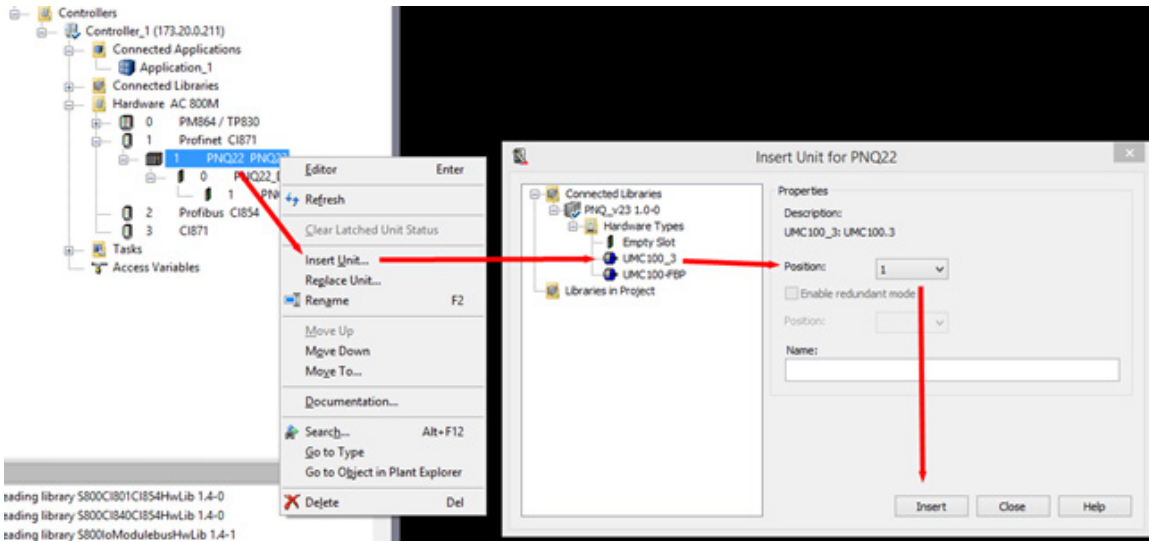 Controllers
Controller_1 (173.20.0.211)
Connected Applications
Application_1
Connected Libraries
Hardware AC 800M
0 PM864 / TP830
1 Profinet CI871
1 PNQ22 PNQ22
0 PNQ22_
1
2 Profibus CI854
3 CI871
Tasks
Access Variables
Editor Enter
Refresh
Clear Latched Unit Status
Insert Unit...
Replace Unit...
Rename F2
Move Up
Move Down
Move To...
Documentation...
Search... Alt+F12
Go to Type
Go to Object in Plant Explorer
Delete Del
eading library S800CI801CI854HwLib 1.4-0
eading library S800CI840CI854HwLib 1.4-0
eading library S800IoModulebusHwLib 1.4-1
Insert Unit for PNQ22
Connected Libraries
PNQ_v23 1.0-0
Hardware Types
Empty Slot
UMC100_3
UMC100-FBP
Libraries in Project
Properties
Description:
UMC100_3: UMC100.3
Position: 1
Enable redundant mode
Position:
Name:
Insert Close Help